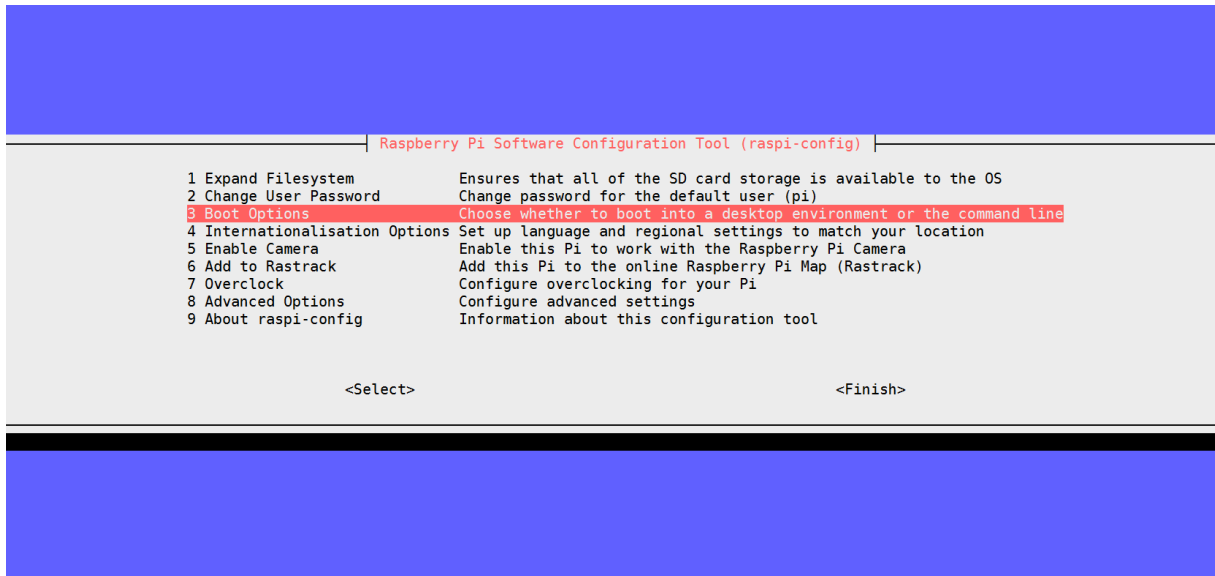 Raspberry Pi Software Configuration Tool (raspi-config)
1 Expand Filesystem Ensures that all of the SD card storage is available to the OS
2 Change User Password Change password for the default user (pi)
3 Boot Options Choose whether to boot into a desktop environment or the command line
4 Internationalisation Options Set up language and regional settings to match your location
5 Enable Camera Enable this Pi to work with the Raspberry Pi Camera
6 Add to Rastrack Add this Pi to the online Raspberry Pi Map (Rastrack)
7 Overclock Configure overclocking for your Pi
8 Advanced Options Configure advanced settings
9 About raspi-config Information about this configuration tool
<Select> <Finish>